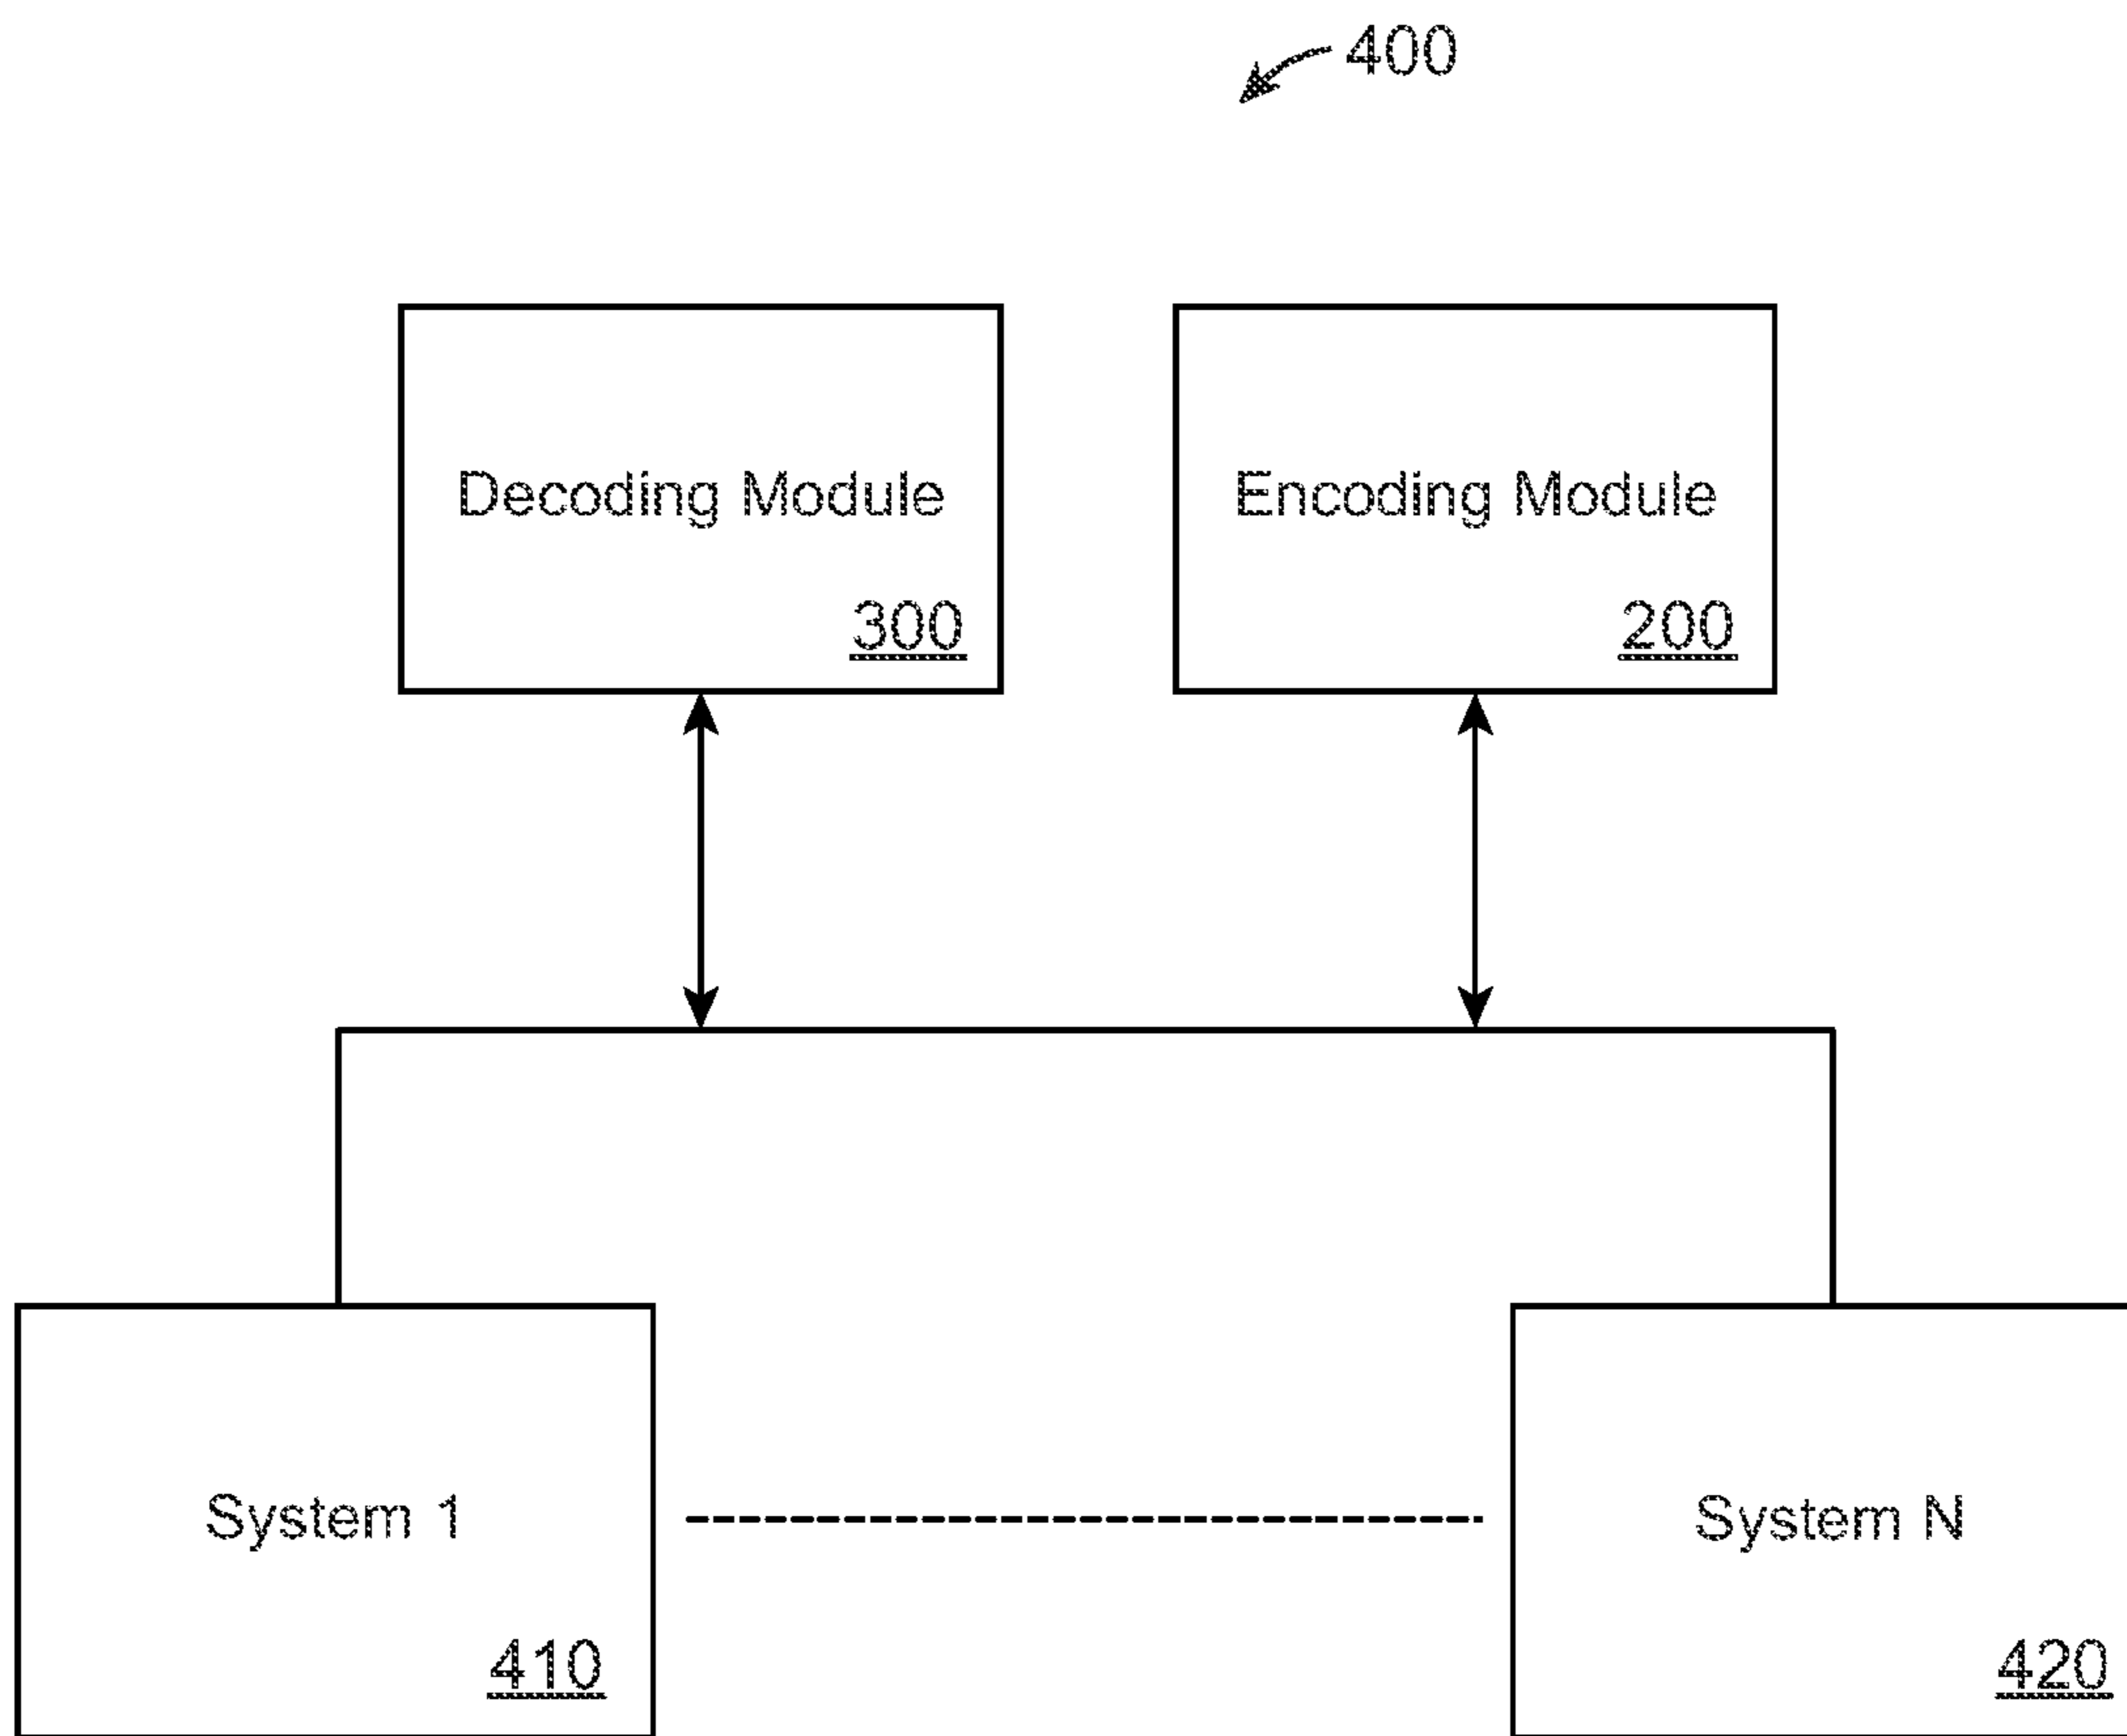 400
Decoding Module
300
Encoding Module
200
System 1
410
System N
420